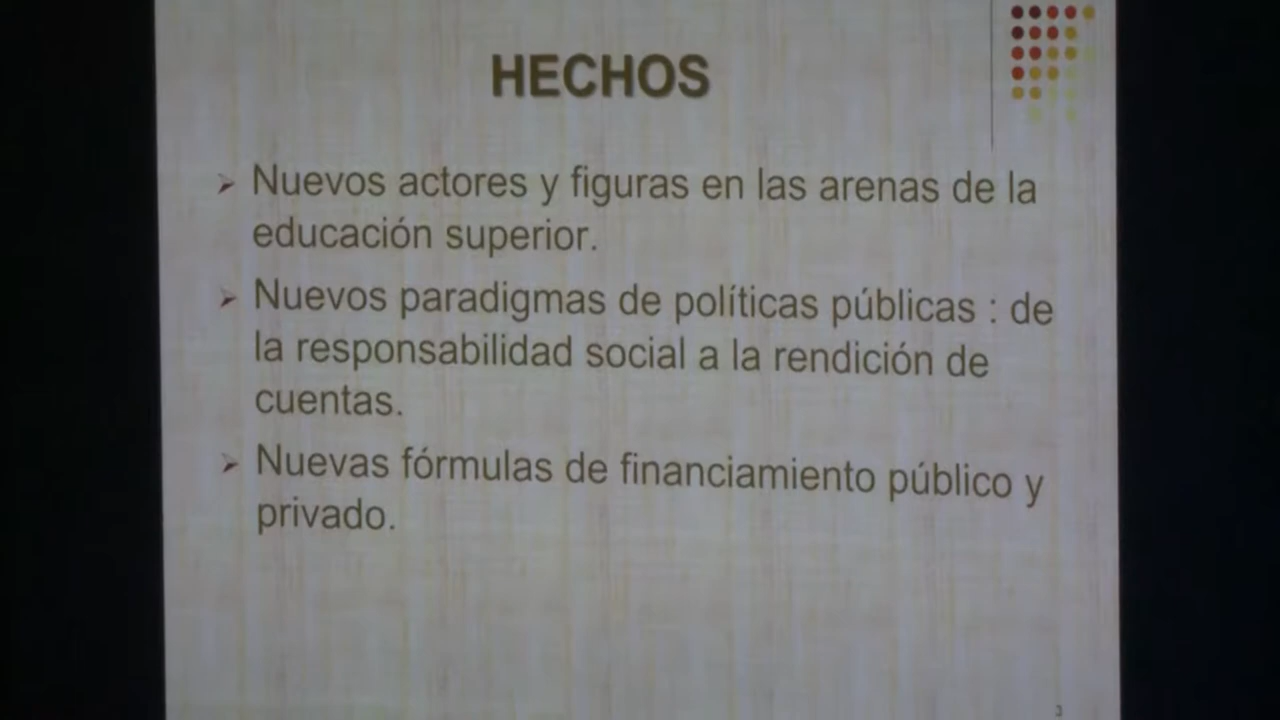 HECHOS
Nuevos actores y figuras en las arenas de la
educación superior.
Nuevos paradigmas de políticas públicas : de
la responsabilidad social a la rendición de
cuentas.
Nuevas fórmulas de financiamiento público y
privado.
3